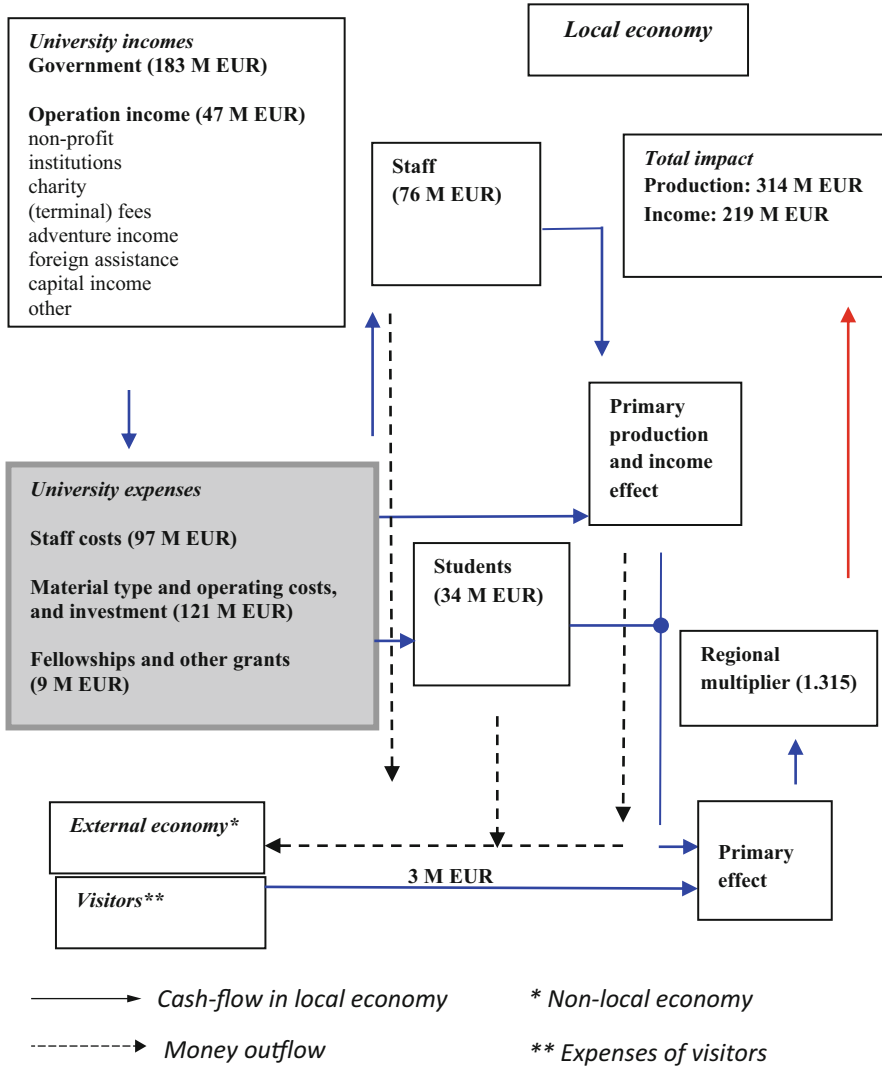 University incomes
Government (183 M EUR)
Operation income (47 M EUR)
non-profit
institutions
charity
(terminal) fees
adventure income
foreign assistance
capital income
other
Local economy
Staff
(76 M EUR)
Total impact
Production: 314 M EUR
Income: 219 M EUR
Primary
production
and income
effect
University expenses
Staff costs (97 M EUR)
Material type and operating costs,
and investment (121 M EUR)
Fellowships and other grants
(9 M EUR)
Students
(34 M EUR)
Regional
multiplier (1.315)
External economy*
Visitors**
3 M EUR
Primary
effect
Cash-flow in local economy
* Non-local economy
Money outflow
** Expenses of visitors